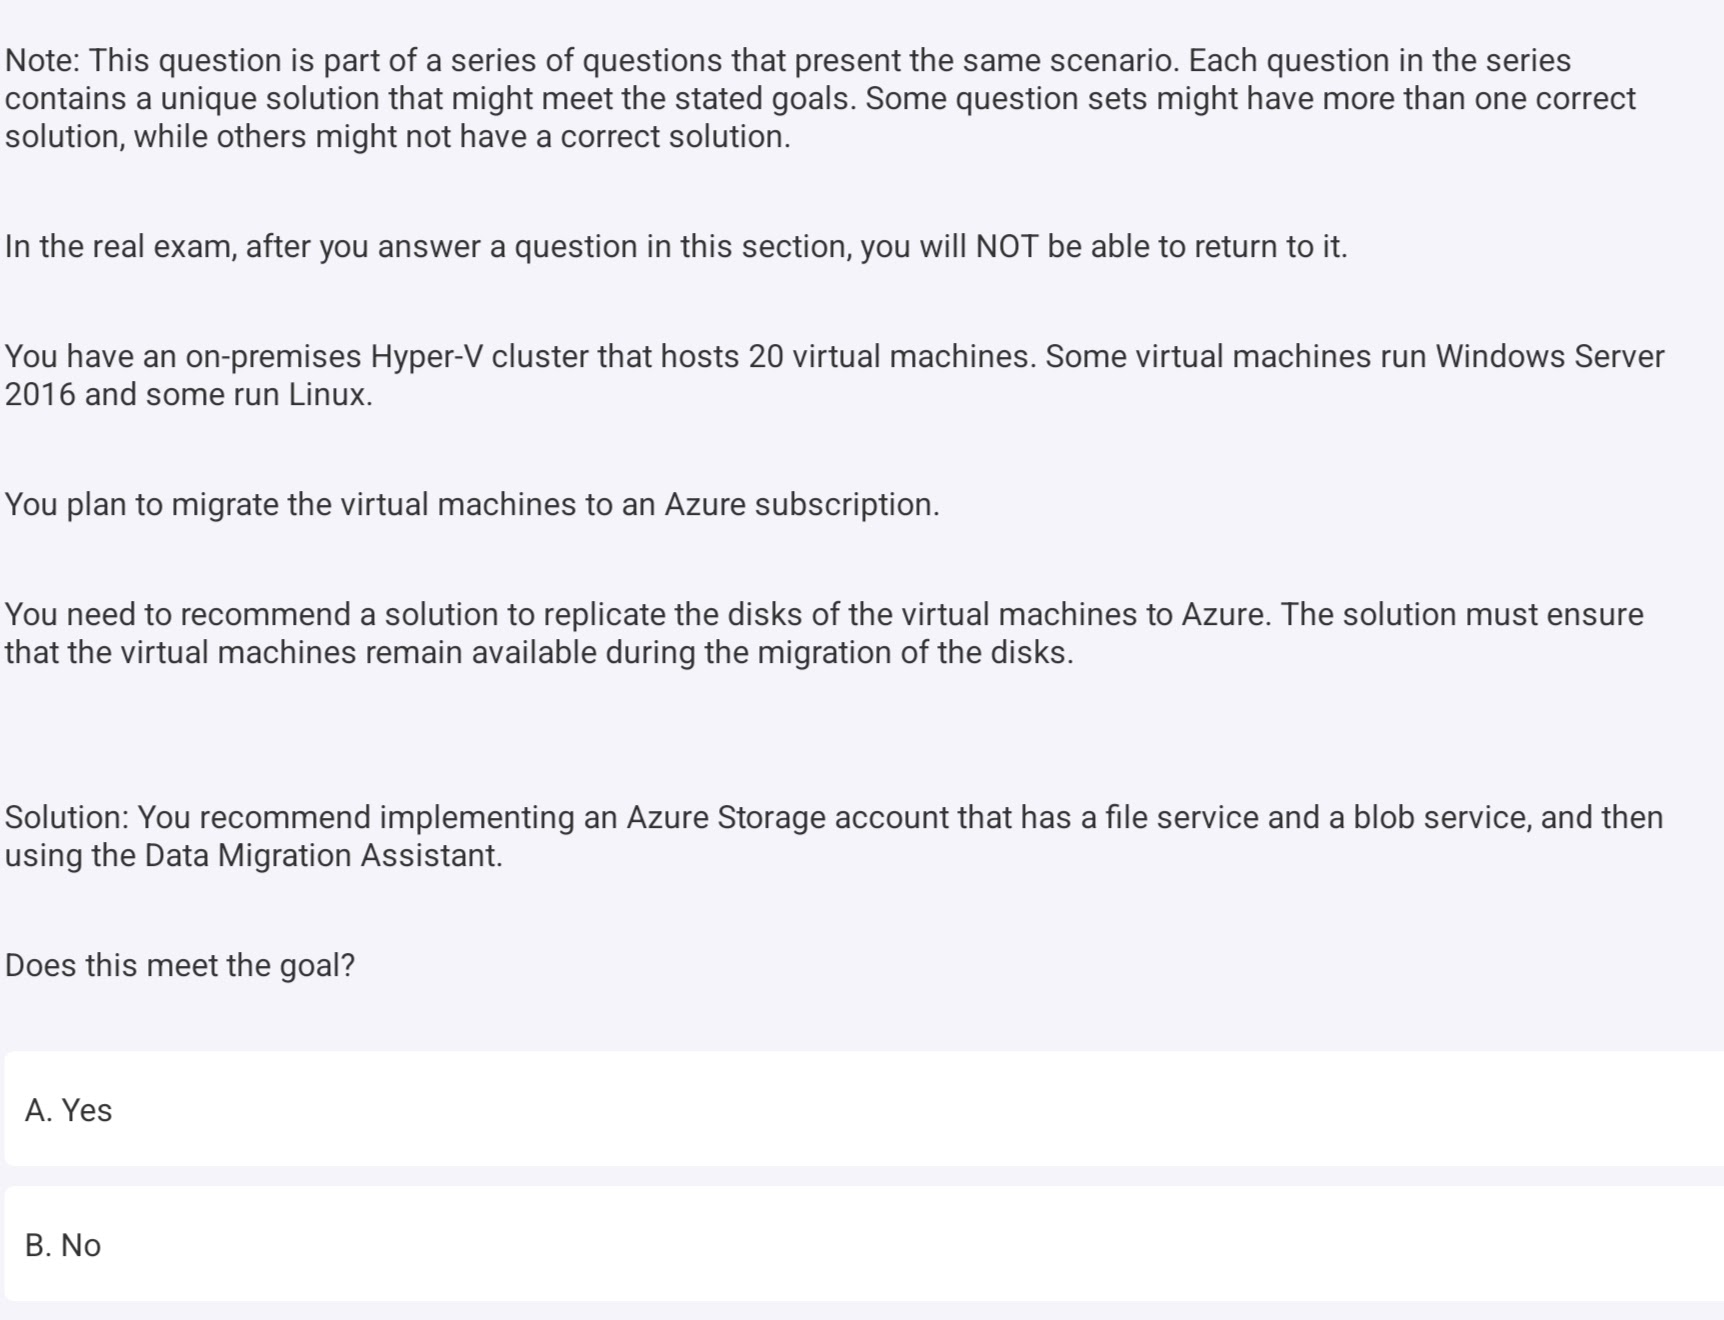 Note: This question is part of a series of questions that present the same scenario. Each question in the series
contains a unique solution that might meet the stated goals. Some question sets might have more than one correct
solution, while others might not have a correct solution.
In the real exam, after you answer a question in this section, you will NOT be able to return to it.
You have an on-premises Hyper-V cluster that hosts 20 virtual machines. Some virtual machines run Windows Server
2016 and some run Linux.
You plan to migrate the virtual machines to an Azure subscription.
You need to recommend a solution to replicate the disks of the virtual machines to Azure. The solution must ensure
that the virtual machines remain available during the migration of the disks.
Solution: You recommend implementing an Azure Storage account that has a file service and a blob service, and then
using the Data Migration Assistant.
Does this meet the goal?
A. Yes
B. No